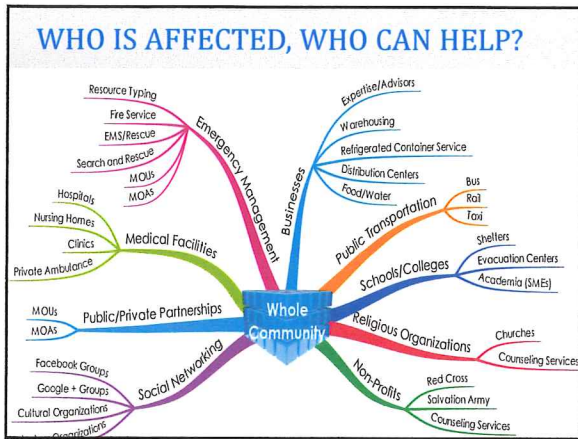 WHO IS AFFECTED, WHO CAN HELP?
Resource Typing
Fire Service
EMS/Rescue
Search and Rescue
MOUs
MOAs
Emergency Management
Expertise/Advisors
Warehousing
Refrigerated Container Service
Distribution Centers
Food/Water
Businesses
Bus
Rail
Taxi
Public Transportation
Hospitals
Nursing Homes
Clinics
Private Ambulance
Medical Facilities
Shelters
Evacuation Centers
Academia (SMEs)
Schools/Colleges
MOUs
MOAs
Public/Private Partnerships
Whole
Community
Religious Organizations
Churches
Counseling Services
Facebook Groups
Google + Groups
Cultural Organizations
Organizations
Social Networking
Non-Profits
Red Cross
Salvation Army
Counseling Services